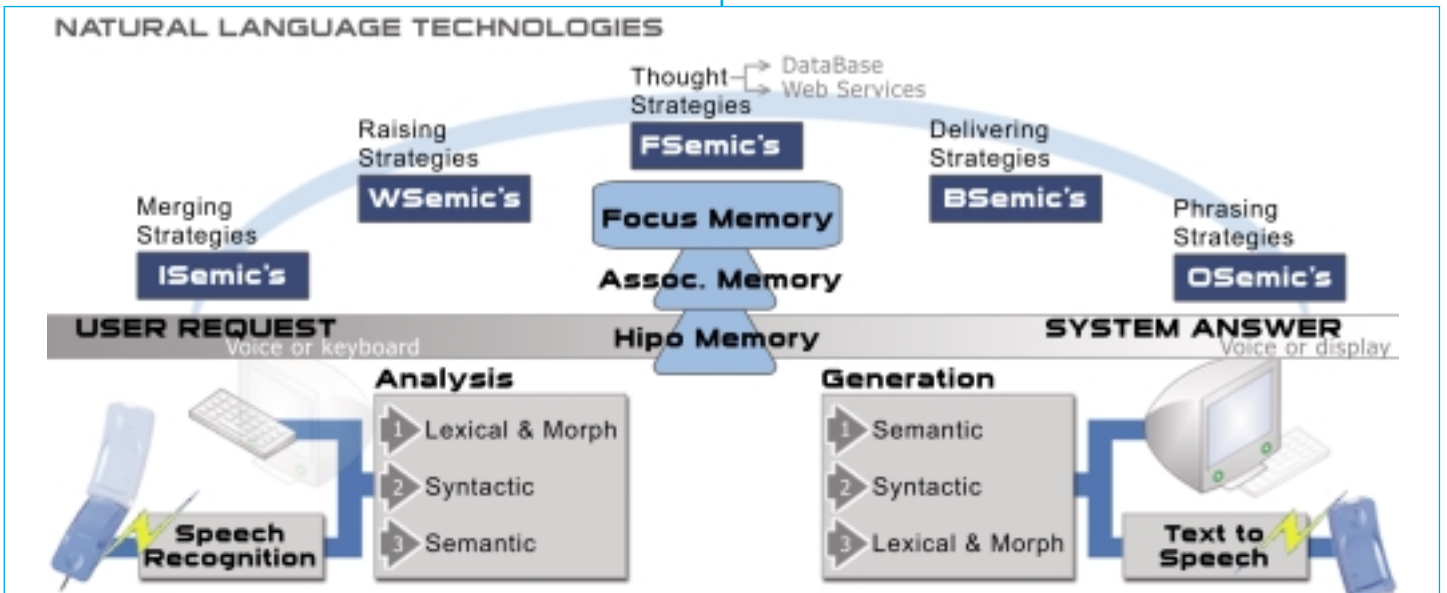 NATURAL LANGUAGE TECHNOLOGIES
Thought
Strategies
DataBase
Web Services
FSemic's
Raising
Strategies
WSemic's
Delivering
Strategies
BSemic's
Merging
Strategies
ISemic's
Phrasing
Strategies
OSemic's
Focus Memory
Assoc. Memory
Hipo Memory
USER REQUEST
Voice or keyboard
SYSTEM ANSWER
Voice or display
Analysis
1 Lexical & Morph
2 Syntactic
3 Semantic
Speech
Recognition
Generation
1 Semantic
2 Syntactic
3 Lexical & Morph
Text to
Speech